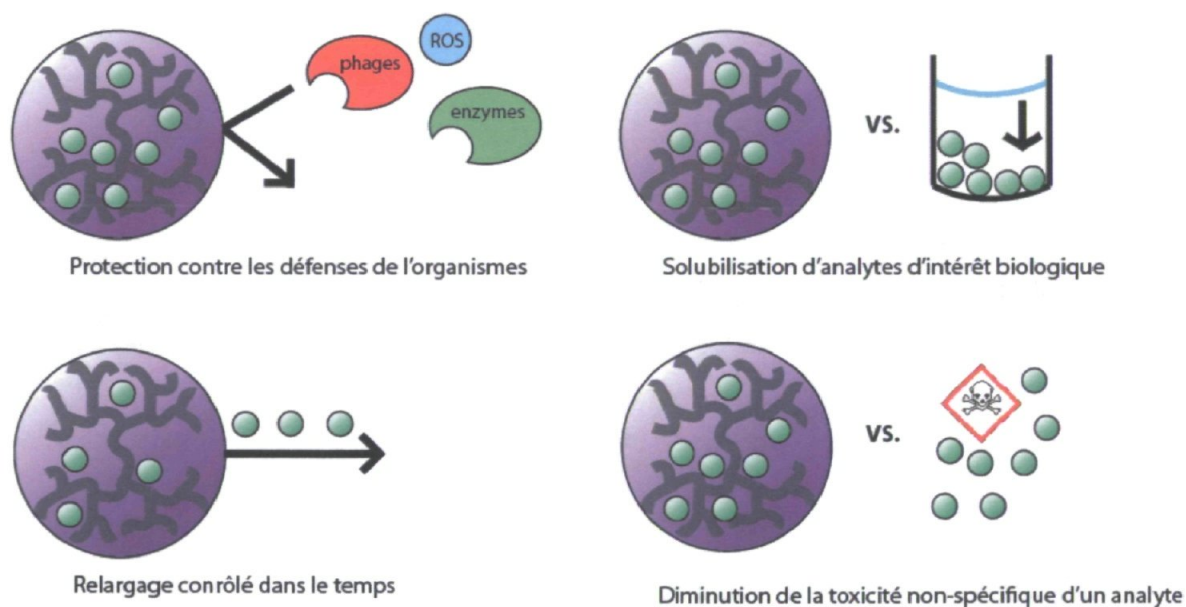 phages
ROS
enzymes
vs.
Protection contre les défenses de l'organismes
Solubilisation d'analytes d'intérêt biologique
vs.
Relargage conrôlé dans le temps
Diminution de la toxicité non-spécifique d'un analyte